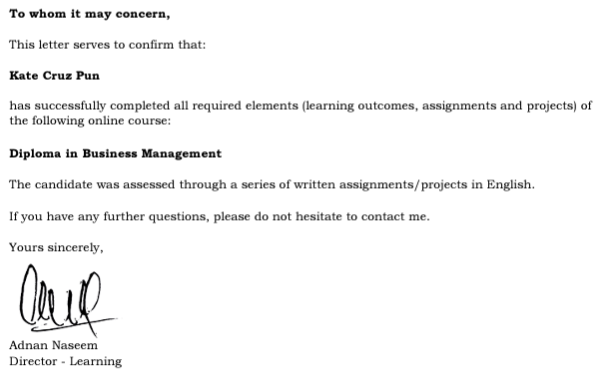 To whom it may concern,
This letter serves to confirm that:
Kate Cruz Pun
has successfully completed all required elements (learning outcomes, assignments and projects) of
the following online course:
Diploma in Business Management
The candidate was assessed through a series of written assignments/projects in English.
If you have any further questions, please do not hesitate to contact me.
Yours sincerely,
Adnan Naseem
Director - Learning